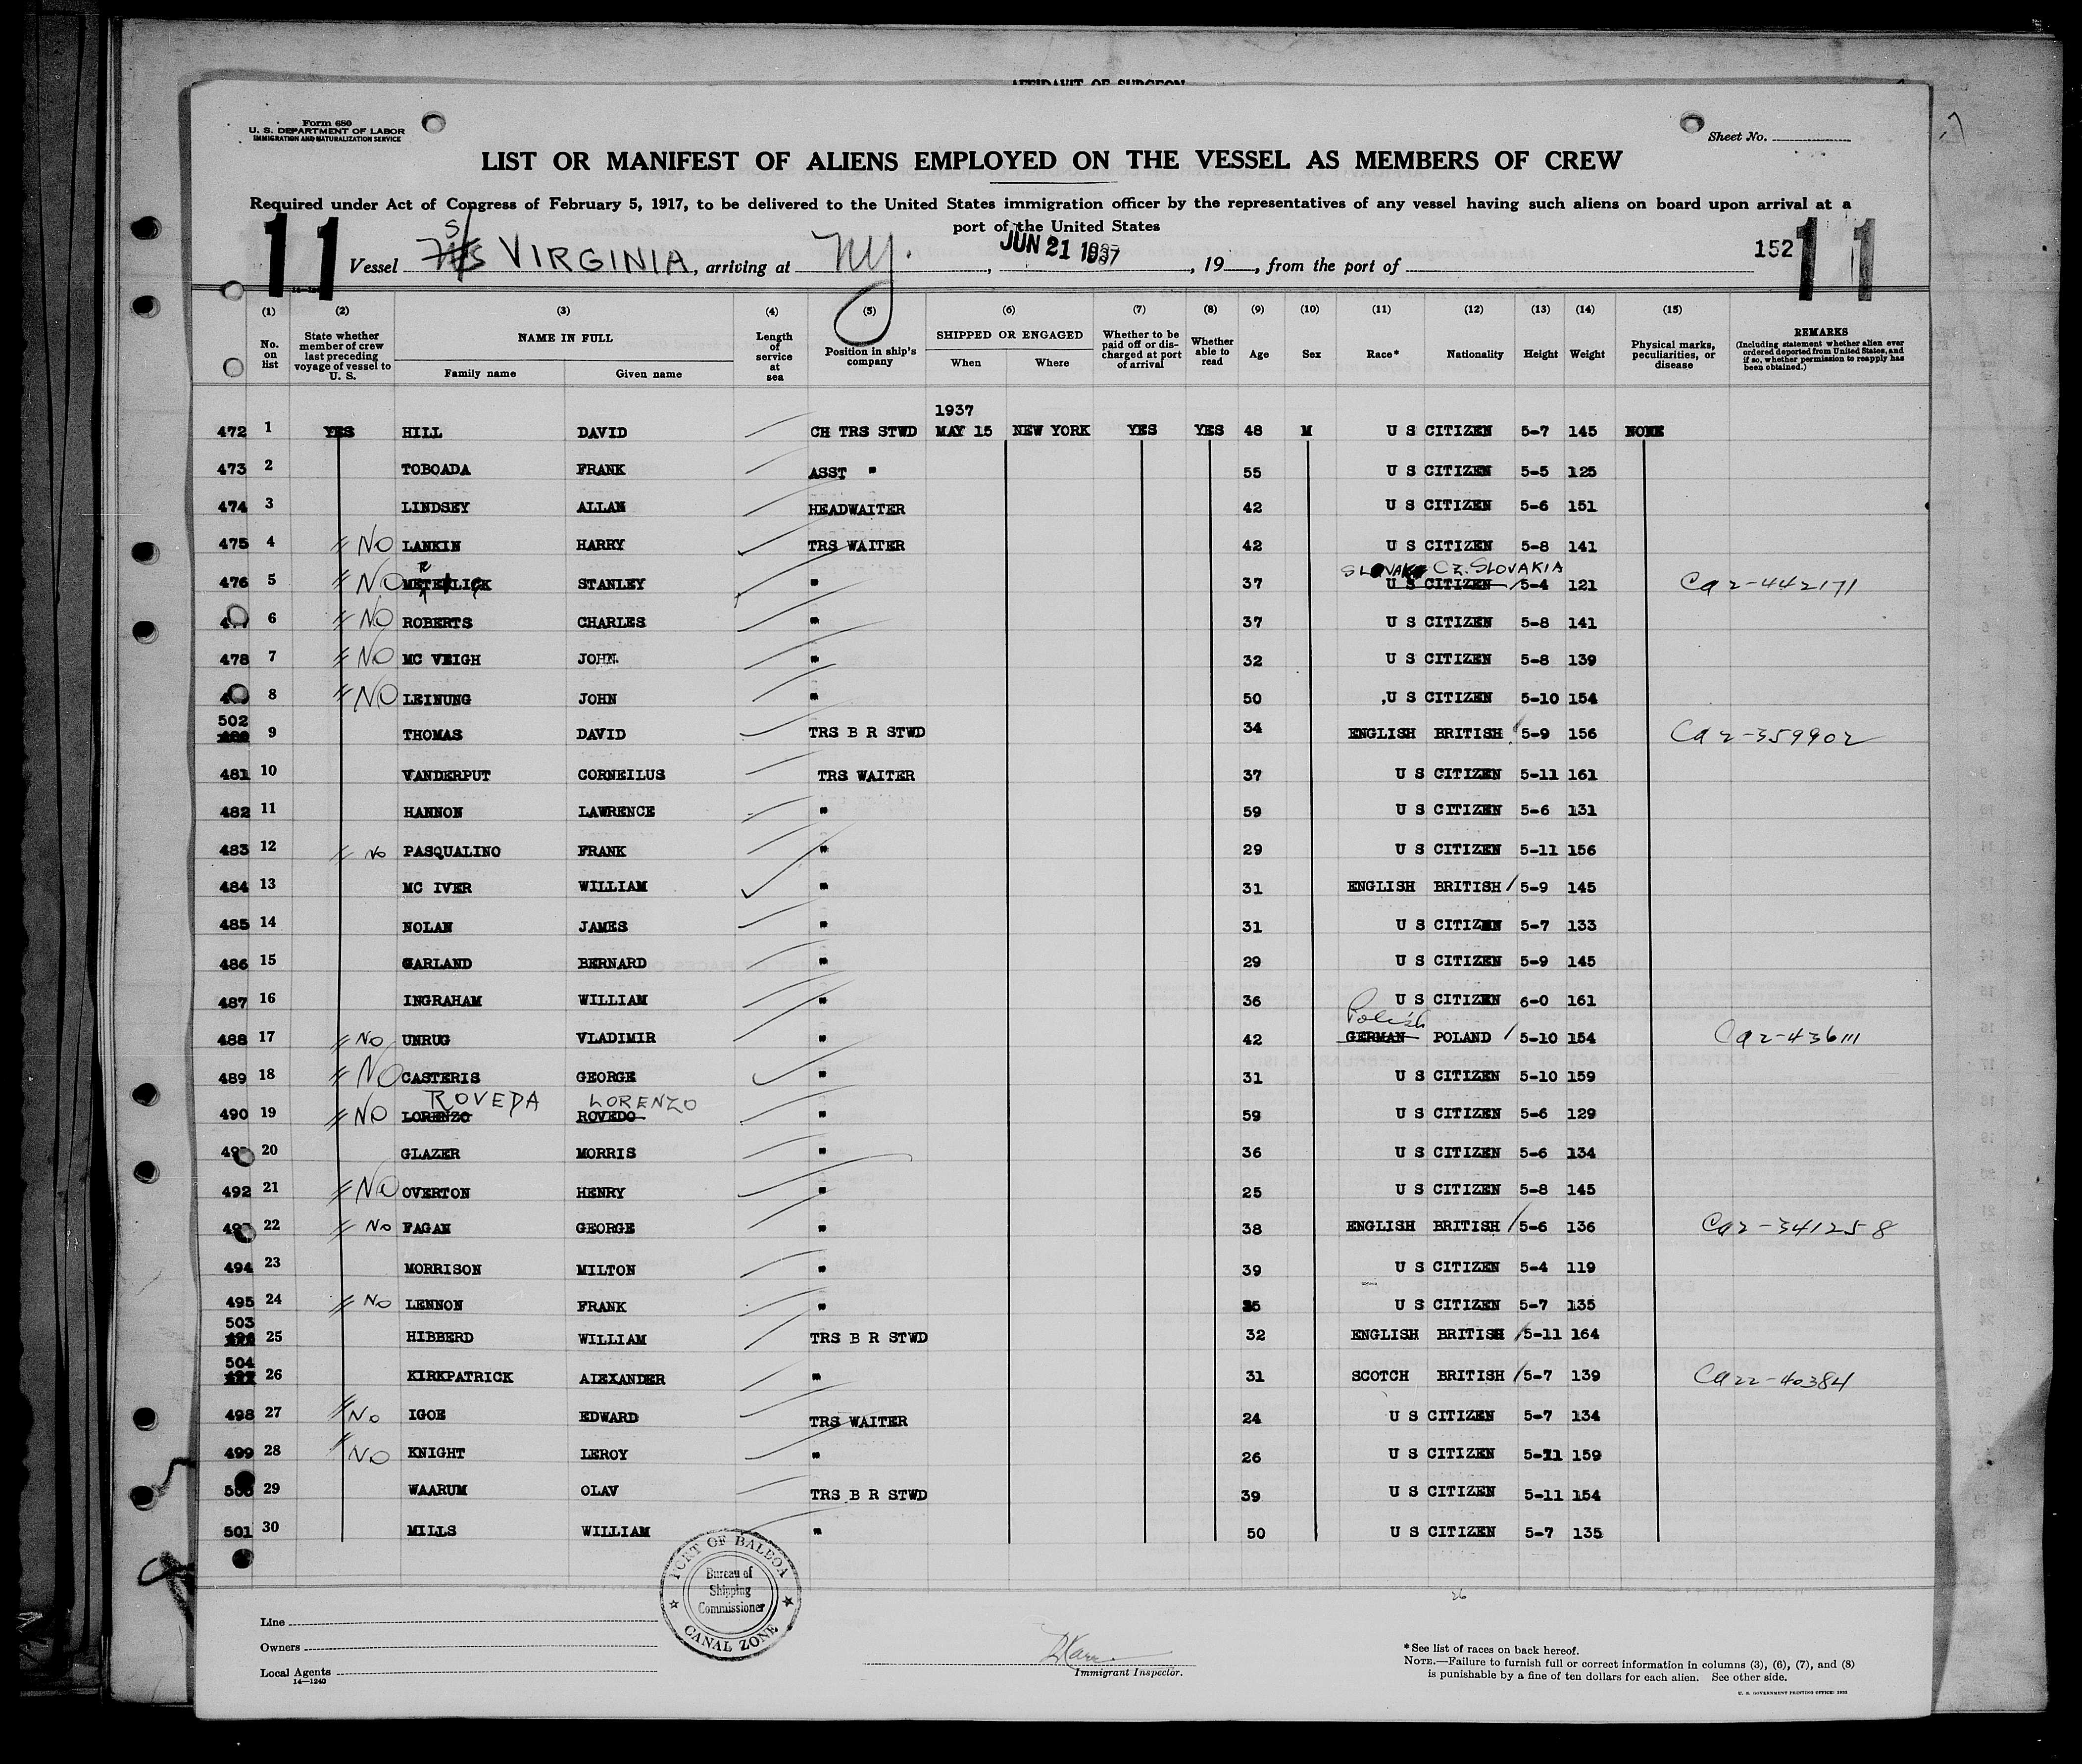 AFFIDAVIT OF SURGEON
Form 680
U. S. DEPARTMENT OF LABOR
IMMIGRATION AND NATURALIZATION SERVICE
Sheet No.
LIST OR MANIFEST OF ALIENS EMPLOYED ON THE VESSEL AS MEMBERS OF CREW
Required under Act of Congress of February 5, 1917, to be delivered to the United States immigration officer by the representatives of any vessel having such aliens on board upon arrival at a
port of the United States
11 Vessel S/S VIRGINIA, arriving at NY. , JUN 21 1937, 19 , from the port of 152 11
(1) (2) (3) (4) (5) (6) (7) (8) (9) (10) (11) (12) (13) (14) (15)
No. on list State whether member of crew last preceding voyage of vessel to U. S. NAME IN FULL Family name Given name Length of service at sea Position in ship's company SHIPPED OR ENGAGED When Where Whether to be paid off or discharged at port of arrival Whether able to read Age Sex Race* Nationality Height Weight Physical marks, peculiarities, or disease REMARKS (Including statement whether alien ever ordered deported from United States, and if so, whether permission to reapply has been obtained.)
1937
472 1 YES HILL DAVID CH TRS STWD MAY 15 NEW YORK YES YES 48 M U S CITIZEN 5-7 145 NONE
473 2 TOBOADA FRANK ASST " 55 U S CITIZEN 5-5 125
474 3 LINDSEY ALLAN HEADWAITER 42 U S CITIZEN 5-6 151
475 4 NO LANKIN HARRY TRS WAITER 42 U S CITIZEN 5-8 141
SLOVAK CZ. SLOVAKIA
476 5 NO STANLEY " 37 U S CITIZEN 5-4 121 Ca 2-442171
6 NO ROBERTS CHARLES " 37 U S CITIZEN 5-8 141
478 7 NO MC VEIGH JOHN " 32 U S CITIZEN 5-8 139
8 NO LEINUNG JOHN " 50 U S CITIZEN 5-10 154
502
9 THOMAS DAVID TRS B R STWD 34 ENGLISH BRITISH 5-9 156 Ca 2-359902
481 10 VANDERPUT CORNEILUS TRS WAITER 37 U S CITIZEN 5-11 161
482 11 HANNON LAWRENCE " 59 U S CITIZEN 5-6 131
483 12 No PASQUALINO FRANK " 29 U S CITIZEN 5-11 156
484 13 MC IVER WILLIAM " 31 ENGLISH BRITISH 5-9 145
485 14 NOLAN JAMES " 31 U S CITIZEN 5-7 133
486 15 GARLAND BERNARD " 29 U S CITIZEN 5-9 145
487 16 INGRAHAM WILLIAM " 36 U S CITIZEN 6-0 161
Polish
488 17 No UNRUG VLADIMIR " 42 GERMAN POLAND 5-10 154 Ca 2-436111
489 18 NO CASTERIS GEORGE " 31 U S CITIZEN 5-10 159
ROVEDA LORENZO
490 19 NO LORENZO ROVEDO " 59 U S CITIZEN 5-6 129
20 GLAZER MORRIS " 36 U S CITIZEN 5-6 134
492 21 NO OVERTON HENRY " 25 U S CITIZEN 5-8 145
22 No FAGAN GEORGE " 38 ENGLISH BRITISH 5-6 136 Ca 2-341258
494 23 MORRISON MILTON " 39 U S CITIZEN 5-4 119
495 24 No LENNON FRANK " U S CITIZEN 5-7 135
503
25 HIBBERD WILLIAM TRS B R STWD 32 ENGLISH BRITISH 5-11 164
504
26 KIRKPATRICK ALEXANDER " 31 SCOTCH BRITISH 5-7 139 Ca 22-40384
498 27 No IGOE EDWARD TRS WAITER 24 U S CITIZEN 5-7 134
499 28 NO KNIGHT LEROY " 26 U S CITIZEN 5-11 159
29 WAARUM OLAV TRS B R STWD 39 U S CITIZEN 5-11 154
501 30 MILLS WILLIAM " 50 U S CITIZEN 5-7 135
26
PORT OF BALBOA
Bureau of
Shipping
Commissioner
CANAL ZONE
Line
Owners
Local Agents
14—1240
Immigrant Inspector.
*See list of races on back hereof.
NOTE.—Failure to furnish full or correct information in columns (3), (6), (7), and (8)
is punishable by a fine of ten dollars for each alien. See other side.